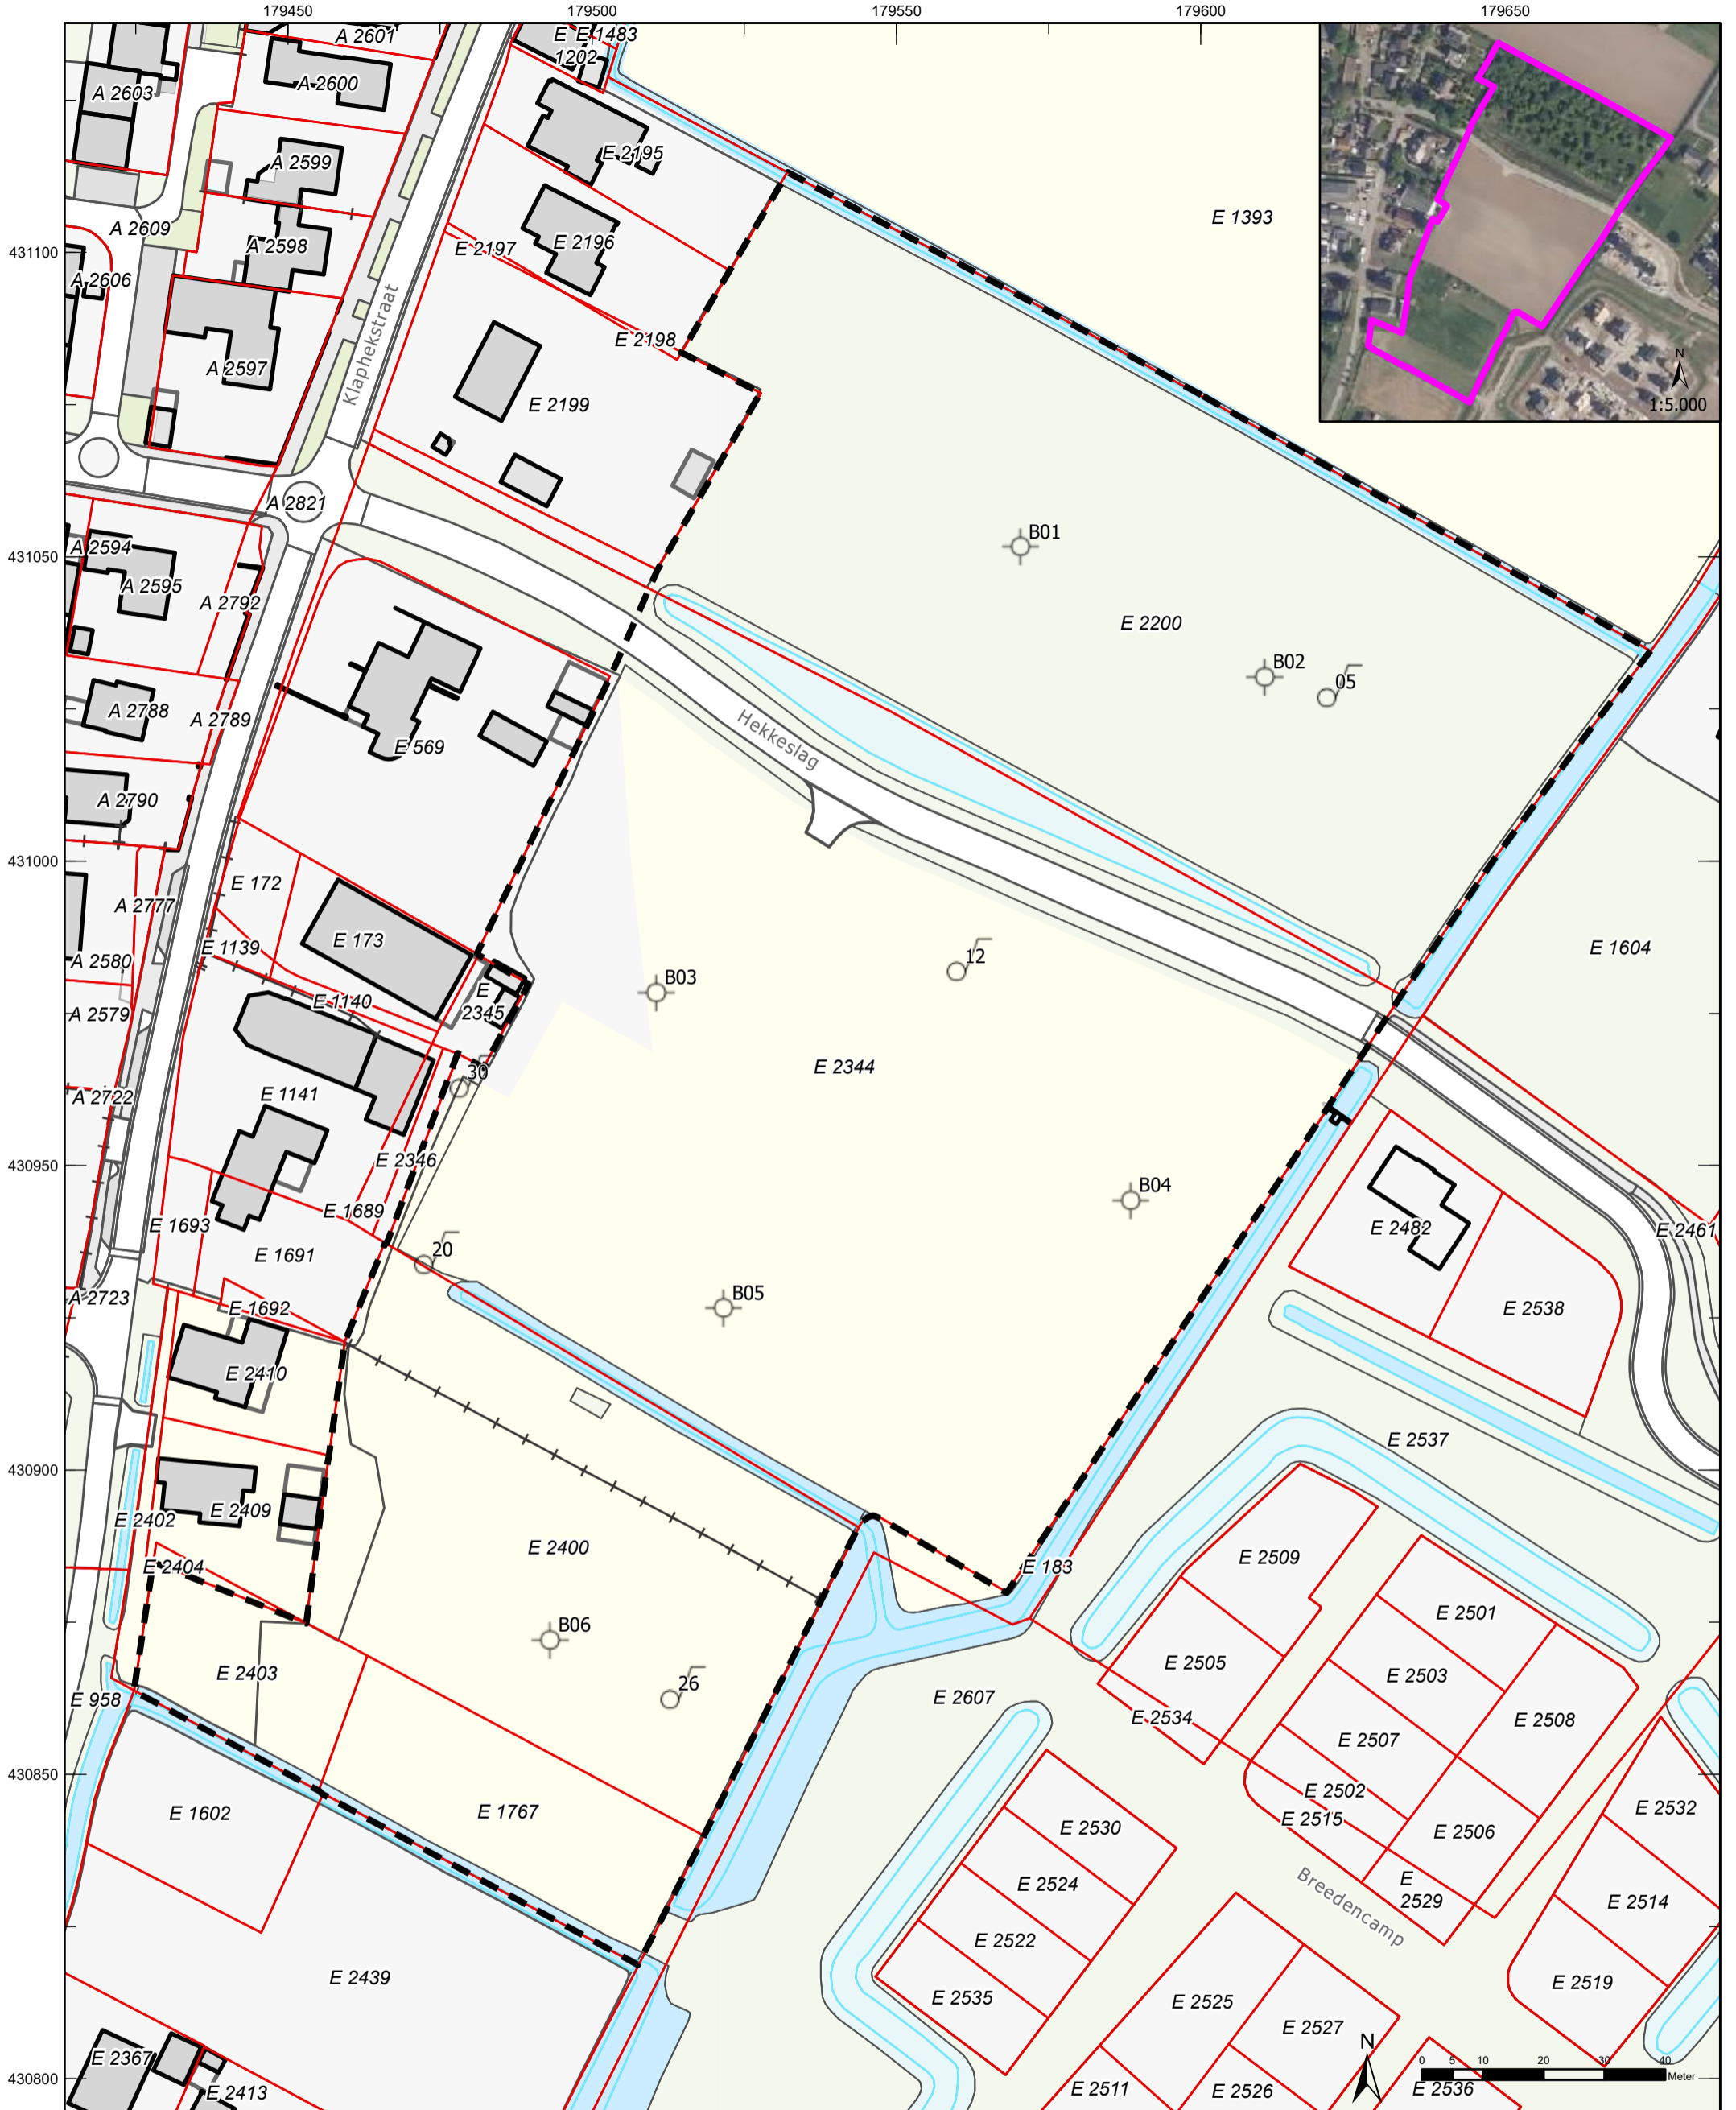 179450 179500 179550 179600 179650
A 2601
E E 1483
1202
A 2600
A 2603
E 2195
A 2599
E 1393
A 2609
A 2598
E 2197
E 2196
431100
A 2606
E 2198
Klaphekstraat
A 2597
E 2199
N
1:5.000
A 2821
B01
A 2594
431050
A 2595
A 2792
E 2200
B02
05
A 2788
A 2789
E 569
Hekkeslag
A 2790
431000
E 172
A 2777
E 173
E 1139
12
E 1604
A 2580
B03
E
2345
E 1140
A 2579
E 2344
30
A 2722
E 1141
430950
E 2346
B04
E 1689
E 1693
E 2482
E 2461
E 1691
20
A 2723
E 1692
B05
E 2538
E 2410
E 2537
430900
E 2409
E 2402
E 2400
E 2404
E 183
E 2509
E 2501
B06
E 2403
E 2505
E 2503
26
E 958
E 2607
E 2534
E 2508
E 2507
430850
E 2502
E 1602
E 1767
E 2515
E 2532
E 2530
E 2506
E 2524
E
2529
E 2514
Breedencamp
E 2522
E 2439
E 2519
E 2535
E 2525
E 2527
N
0 5 10 20 30 40
Meter
E 2367
430800
E 2413
E 2511
E 2526
E 2536